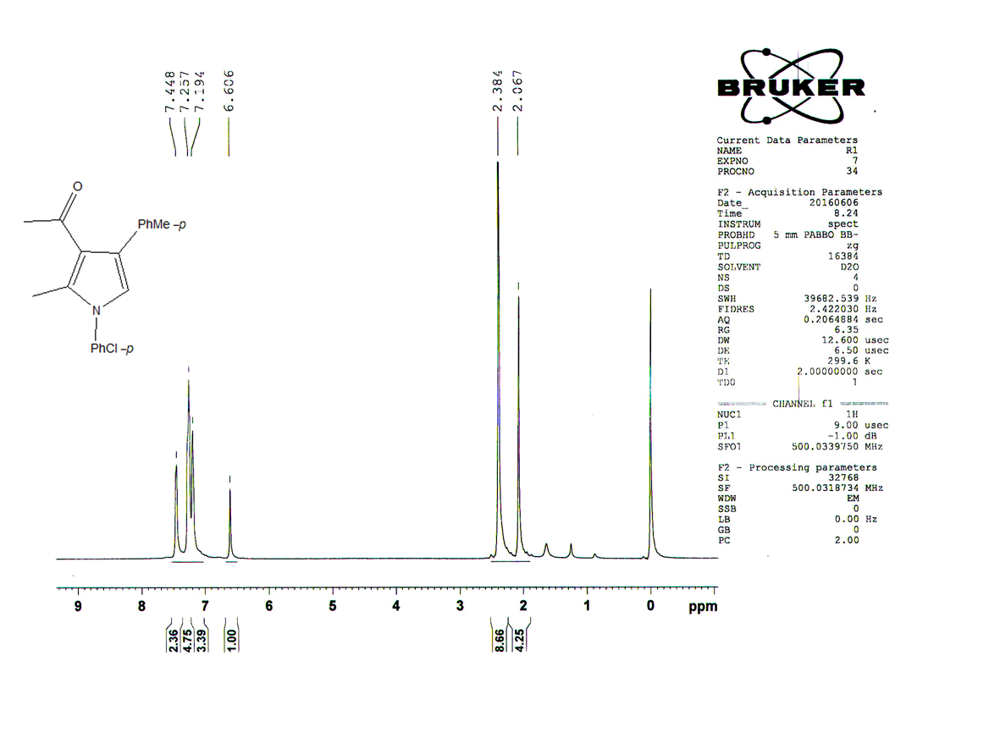 7.448
7.257
7.194
6.606
2.384
2.067
BRUKER
O
PhMe -p
N
PhCl -p
Current Data Parameters
NAME R1
EXPNO 7
PROCNO 34
F2 - Acquisition Parameters
Date_ 20160606
Time 8.24
INSTRUM spect
PROBHD 5 mm PABBO BB-
PULPROG zg
TD 16384
SOLVENT D2O
NS 4
DS 0
SWH 39682.539 Hz
FIDRES 2.422030 Hz
AQ 0.2064884 sec
RG 6.35
DW 12.600 usec
DE 6.50 usec
TE 299.6 K
D1 2.00000000 sec
TD0 1
======== CHANNEL f1 ========
NUC1 1H
P1 9.00 usec
PL1 -1.00 dB
SFO1 500.0339750 MHz
F2 - Processing parameters
SI 32768
SF 500.0318734 MHz
WDW EM
SSB 0
LB 0.00 Hz
GB 0
PC 2.00
9 8 7 6 5 4 3 2 1 0 ppm
2.36
4.75
3.39
1.00
8.66
4.25